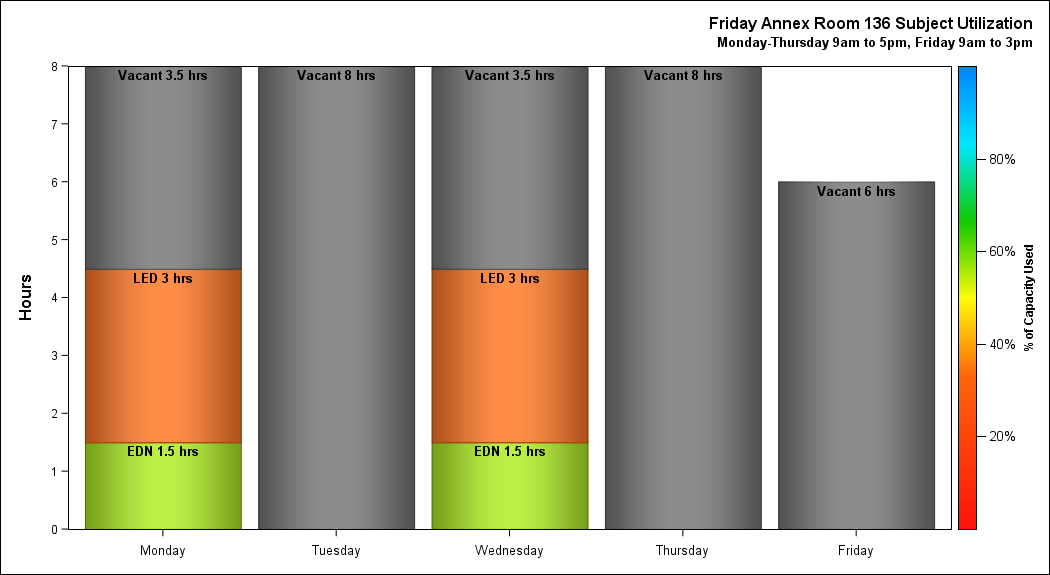 Friday Annex Room 136 Subject Utilization
Monday-Thursday 9am to 5pm, Friday 9am to 3pm
Hours
8
7
6
5
4
3
2
1
0
Vacant 3.5 hrs
LED 3 hrs
EDN 1.5 hrs
Vacant 8 hrs
Vacant 3.5 hrs
LED 3 hrs
EDN 1.5 hrs
Vacant 8 hrs
Vacant 6 hrs
Monday
Tuesday
Wednesday
Thursday
Friday
80%
60%
40%
20%
% of Capacity Used